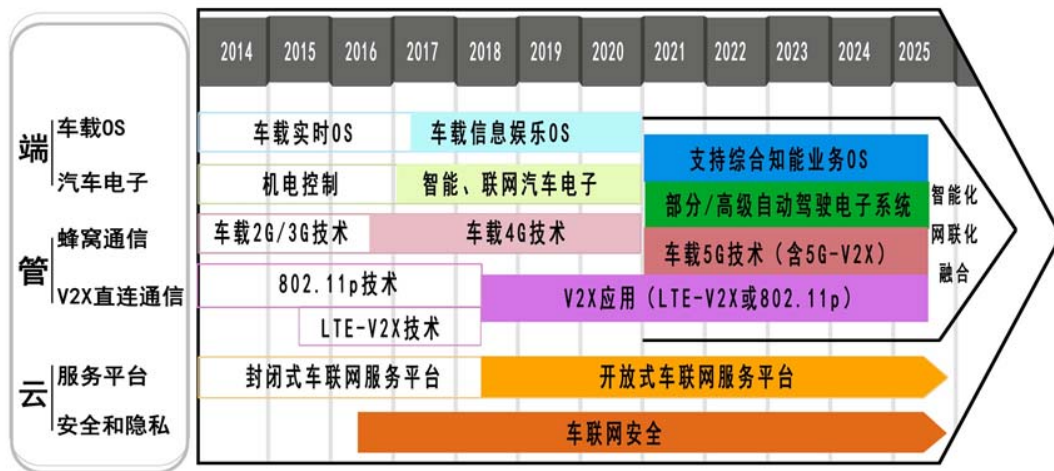 2014 2015 2016 2017 2018 2019 2020 2021 2022 2023 2024 2025
端
车载OS
车载实时OS
车载信息娱乐OS
支持综合知能业务OS
汽车电子
机电控制
智能、联网汽车电子
部分/高级自动驾驶电子系统
智能化
网联化
融合
管
蜂窝通信
车载2G/3G技术
车载4G技术
车载5G技术（含5G-V2X）
V2X直连通信
802.11p技术
V2X应用（LTE-V2X或802.11p）
LTE-V2X技术
云
服务平台
封闭式车联网服务平台
开放式车联网服务平台
安全和隐私
车联网安全